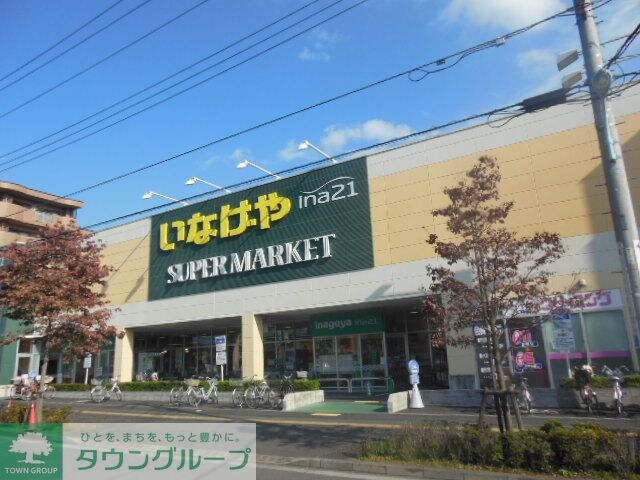 いなげや ina21
SUPER MARKET
inageya ina21
ひとを、まちを、もっと豊かに。
タウングループ
TOWN GROUP